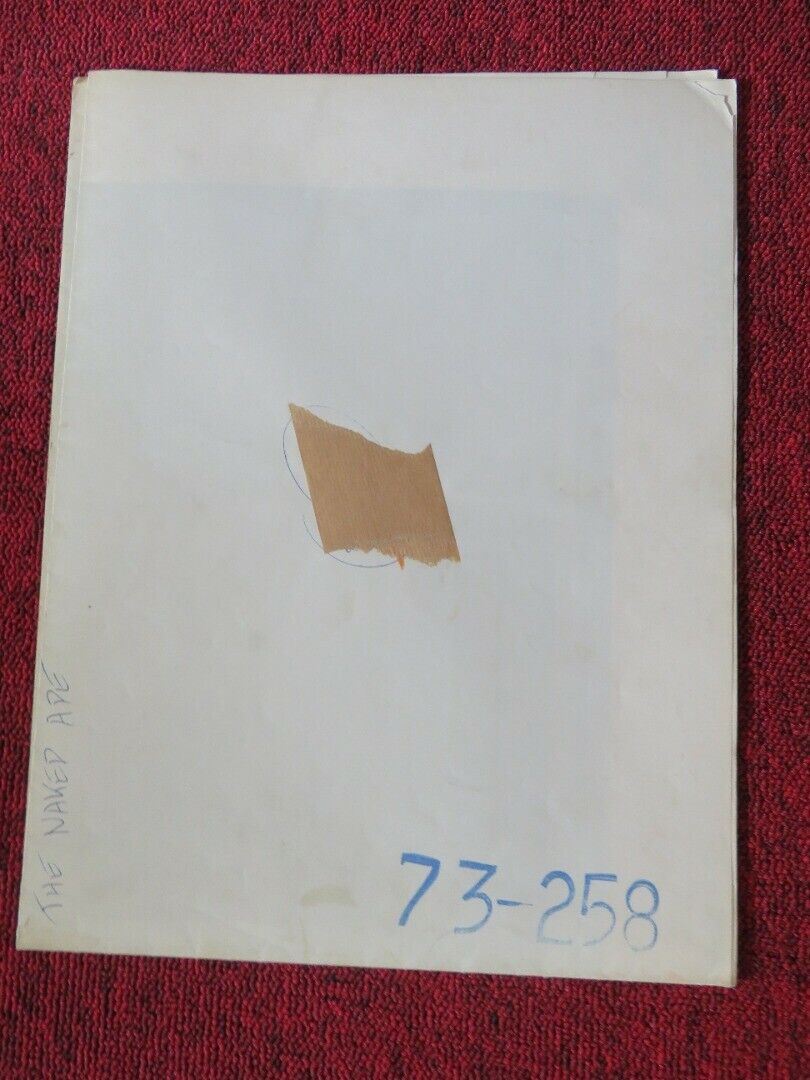 THE NAKED APE
73-258